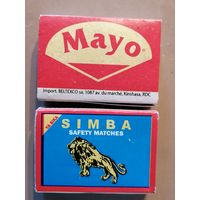 Mayo
Import. BELTEXCO sa, 1087 av. du marché, Kinshasa, RDC
SIMBA
SAFETY MATCHES